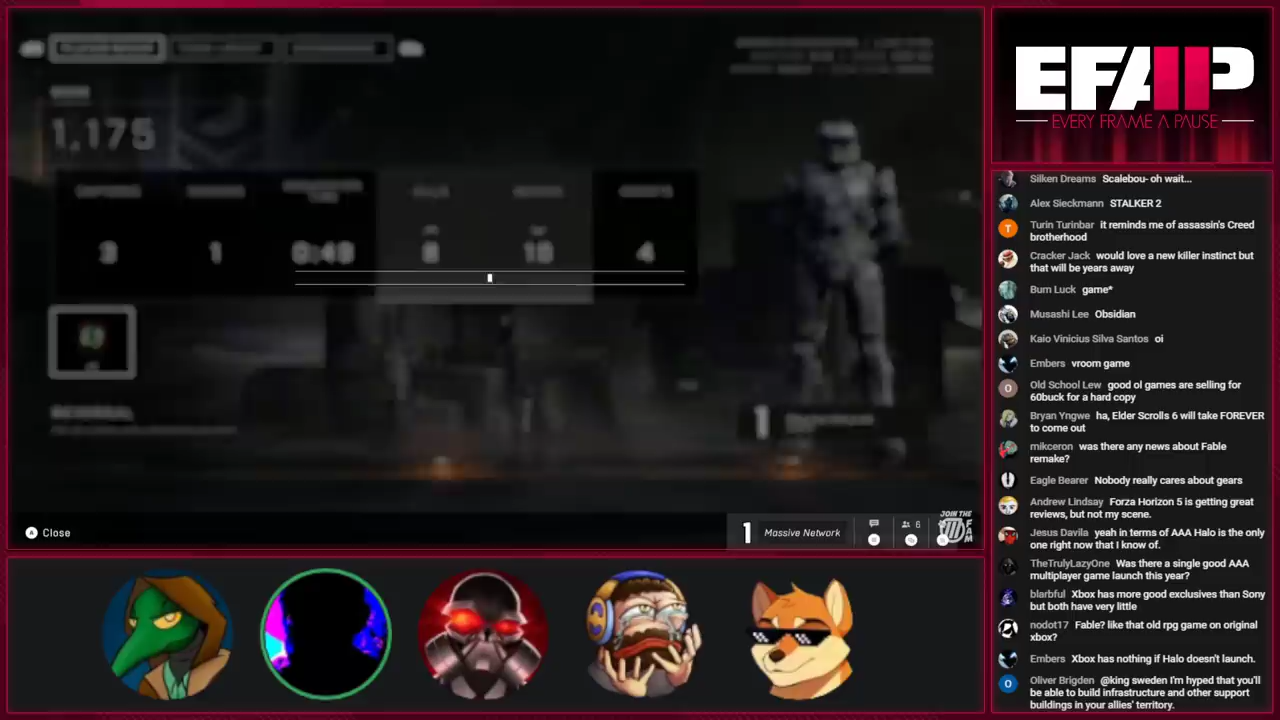 1,175
3
1
0:49
8
10
4
1
A Close
1 Massive Network
6
JOIN THE
FAM
EFAP
EVERY FRAME A PAUSE
Silken Dreams Scalebou- oh wait...
Alex Sieckmann STALKER 2
T Turin Turinbar it reminds me of assassin's Creed
brotherhood
Cracker Jack would love a new killer instinct but
that will be years away
Burn Luck game*
Musashi Lee Obsidian
Kaio Vinicius Silva Santos oi
Embers vroom game
O Old School Lew good ol games are selling for
60buck for a hard copy
Bryan Yngwe ha, Elder Scrolls 6 will take FOREVER
to come out
mikceron was there any news about Fable
remake?
Eagle Bearer Nobody really cares about gears
Andrew Lindsay Forza Horizon 5 is getting great
reviews, but not my scene.
Jesus Davila yeah in terms of AAA Halo is the only
one right now that I know of.
TheTrulyLazyOne Was there a single good AAA
multiplayer game launch this year?
blarbful Xbox has more good exclusives than Sony
but both have very little
nodot17 Fable? like that old rpg game on original
xbox?
Embers Xbox has nothing if Halo doesn't launch.
O Oliver Brigden @king sweden I'm hyped that you'll
be able to build infrastructure and other support
buildings in your allies' territory.